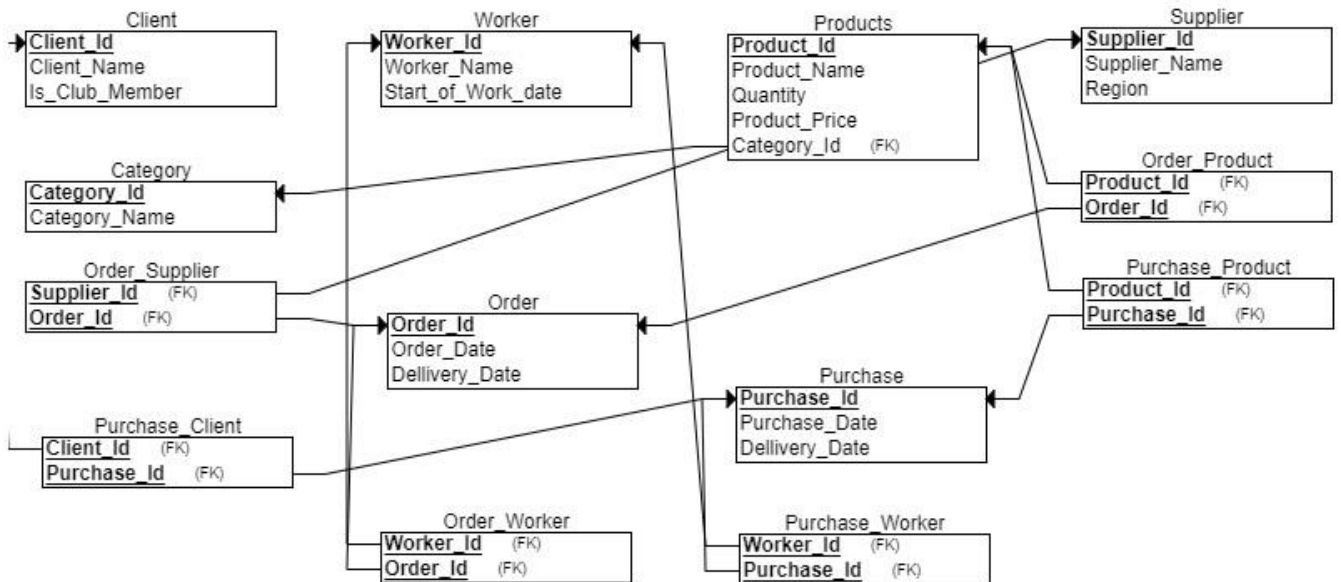 Client
Client_Id
Client_Name
Is_Club_Member
Worker
Worker_Id
Worker_Name
Start_of_Work_date
Products
Product_Id
Product_Name
Quantity
Product_Price
Category_Id (FK)
Supplier
Supplier_Id
Supplier_Name
Region
Category
Category_Id
Category_Name
Order_Product
Product_Id (FK)
Order_Id (FK)
Order_Supplier
Supplier_Id (FK)
Order_Id (FK)
Order
Order_Id
Order_Date
Dellivery_Date
Purchase_Product
Product_Id (FK)
Purchase_Id (FK)
Purchase
Purchase_Id
Purchase_Date
Dellivery_Date
Purchase_Client
Client_Id (FK)
Purchase_Id (FK)
Order_Worker
Worker_Id (FK)
Order_Id (FK)
Purchase_Worker
Worker_Id (FK)
Purchase_Id (FK)